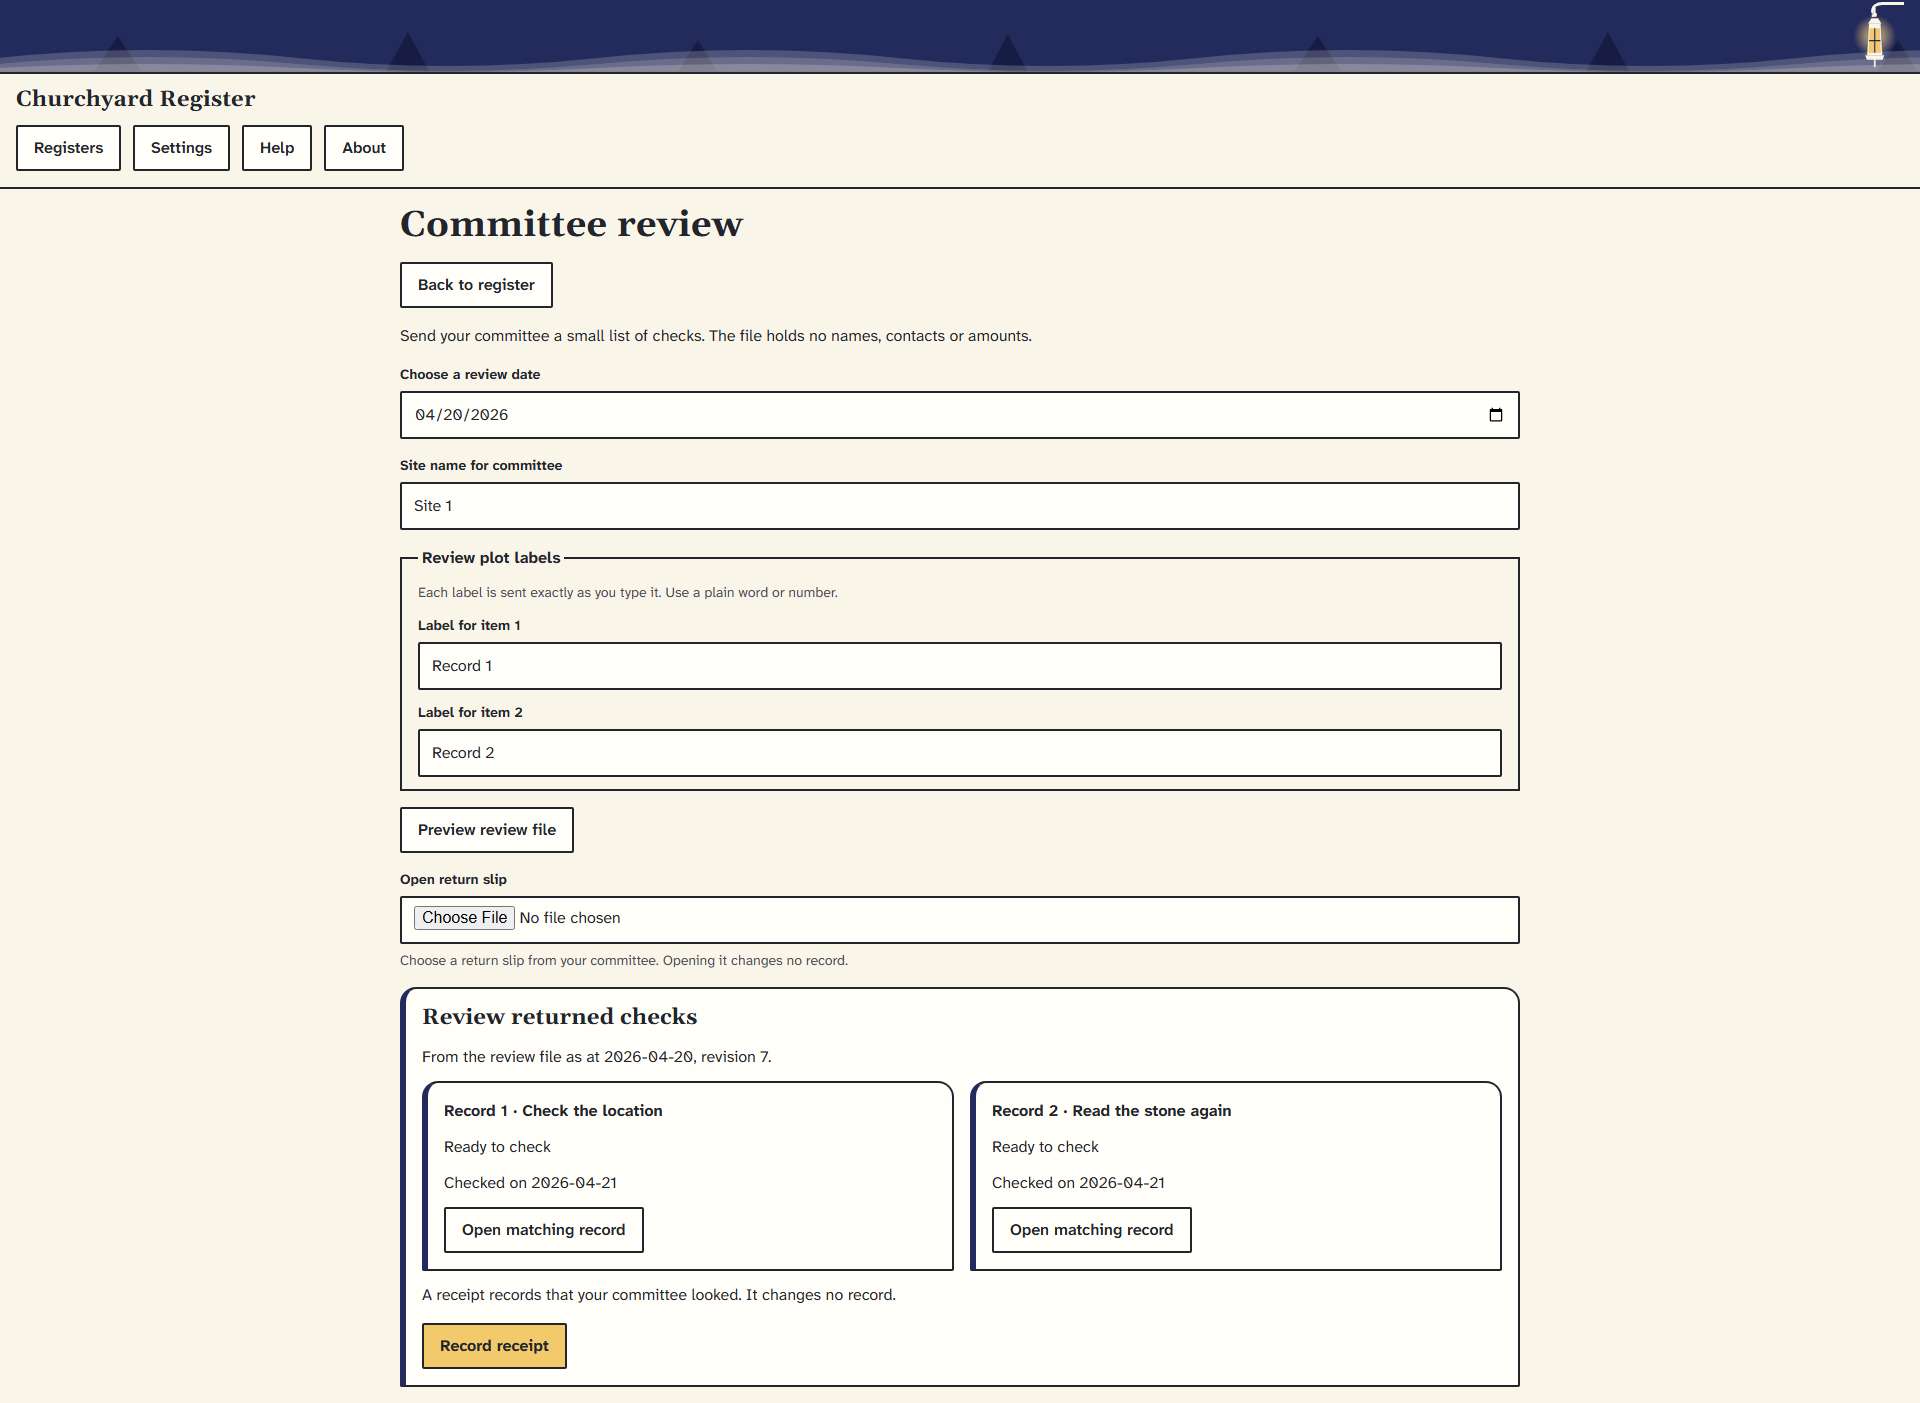 Churchyard Register
Registers
Settings
Help
About
Committee review
Back to register
Send your committee a small list of checks. The file holds no names, contacts or amounts.
Choose a review date
04/20/2026
Site name for committee
Site 1
Review plot labels
Each label is sent exactly as you type it. Use a plain word or number.
Label for item 1
Record 1
Label for item 2
Record 2
Preview review file
Open return slip
Choose File No file chosen
Choose a return slip from your committee. Opening it changes no record.
Review returned checks
From the review file as at 2026-04-20, revision 7.
Record 1 · Check the location
Ready to check
Checked on 2026-04-21
Open matching record
Record 2 · Read the stone again
Ready to check
Checked on 2026-04-21
Open matching record
A receipt records that your committee looked. It changes no record.
Record receipt